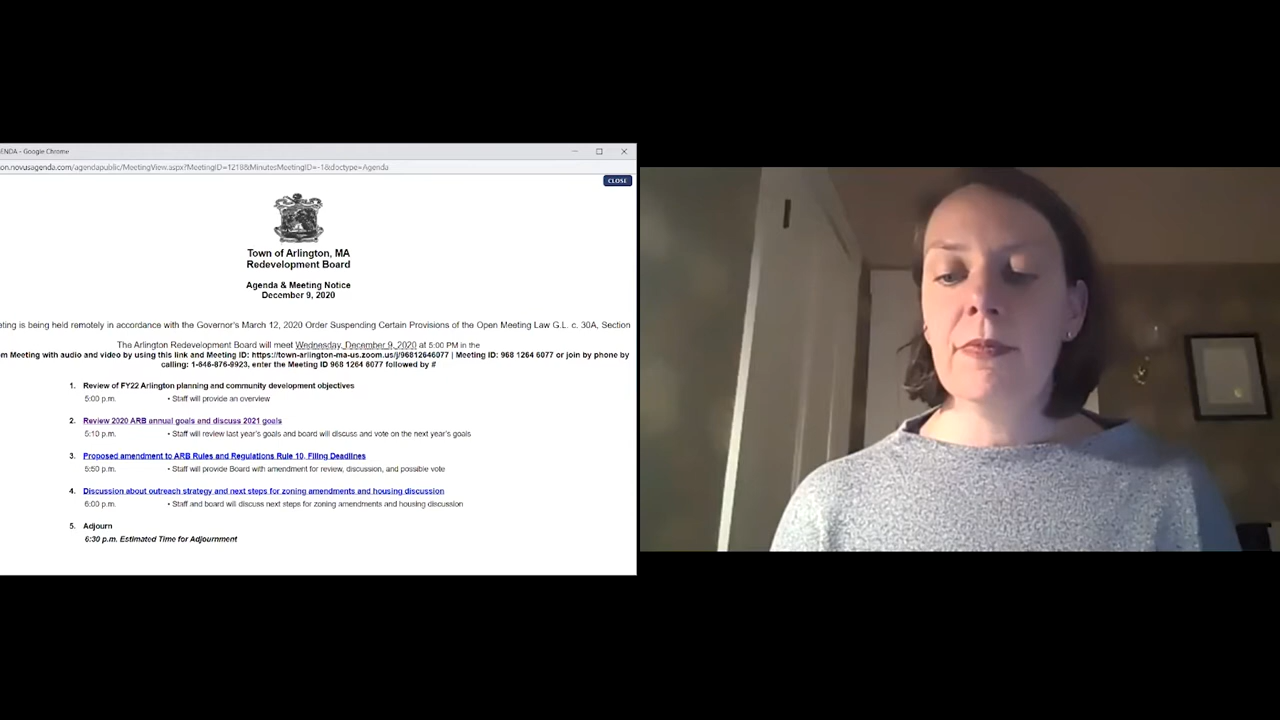 ENDA - Google Chrome
on.novusagenda.com/agendapublic/MeetingView.aspx?MeetingID=1218&MinutesMeetingID=-1&doctype=Agenda
CLOSE
Town of Arlington, MA
Redevelopment Board
Agenda & Meeting Notice
December 9, 2020
eting is being held remotely in accordance with the Governor's March 12, 2020 Order Suspending Certain Provisions of the Open Meeting Law G.L. c. 30A, Section
The Arlington Redevelopment Board will meet Wednesday, December 9, 2020 at 5:00 PM in the
m Meeting with audio and video by using this link and Meeting ID: https://town-arlington-ma-us.zoom.us/j/96812646077 | Meeting ID: 968 1264 6077 or join by phone by
calling: 1-646-876-9923, enter the Meeting ID 968 1264 6077 followed by #
1. Review of FY22 Arlington planning and community development objectives
5:00 p.m. • Staff will provide an overview
2. Review 2020 ARB annual goals and discuss 2021 goals
5:10 p.m. • Staff will review last year's goals and board will discuss and vote on the next year's goals
3. Proposed amendment to ARB Rules and Regulations Rule 10, Filing Deadlines
5:50 p.m. • Staff will provide Board with amendment for review, discussion, and possible vote
4. Discussion about outreach strategy and next steps for zoning amendments and housing discussion
6:00 p.m. • Staff and board will discuss next steps for zoning amendments and housing discussion
5. Adjourn
6:30 p.m. Estimated Time for Adjournment